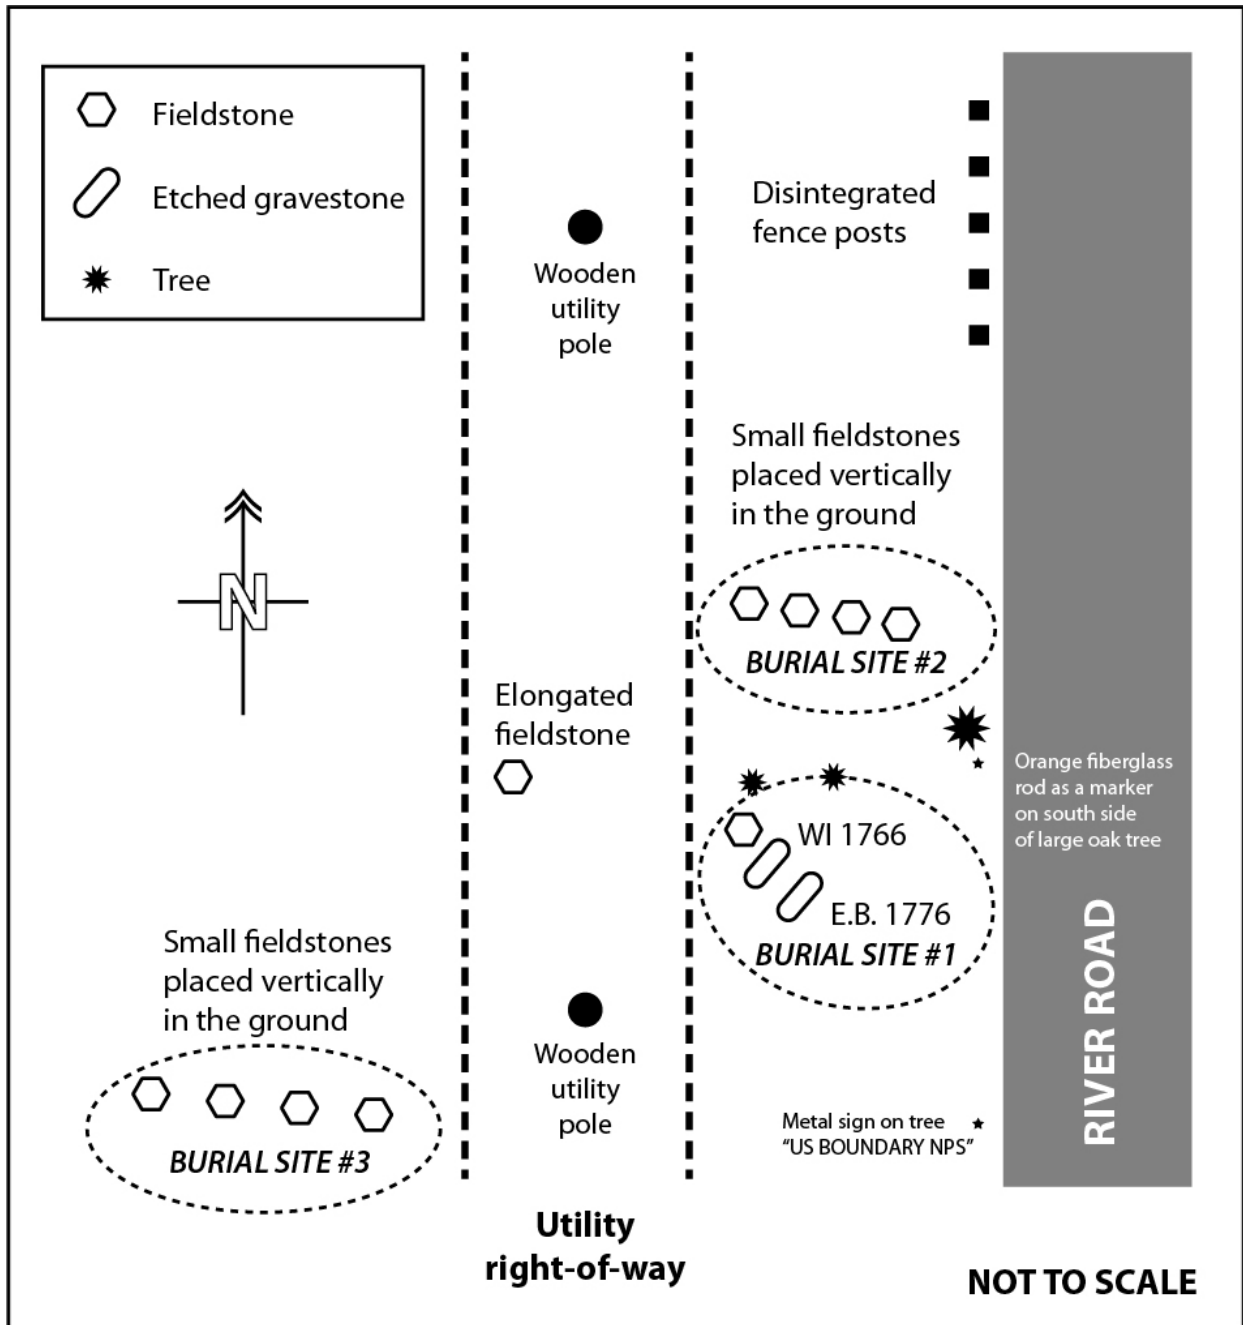 Fieldstone
Etched gravestone
Tree
Disintegrated
fence posts
Wooden
utility
pole
Small fieldstones
placed vertically
in the ground
N
BURIAL SITE #2
Elongated
fieldstone
Orange fiberglass
rod as a marker
on south side
of large oak tree
WI 1766
E.B. 1776
BURIAL SITE #1
RIVER ROAD
Small fieldstones
placed vertically
in the ground
BURIAL SITE #3
Wooden
utility
pole
Metal sign on tree
“US BOUNDARY NPS”
Utility
right-of-way
NOT TO SCALE